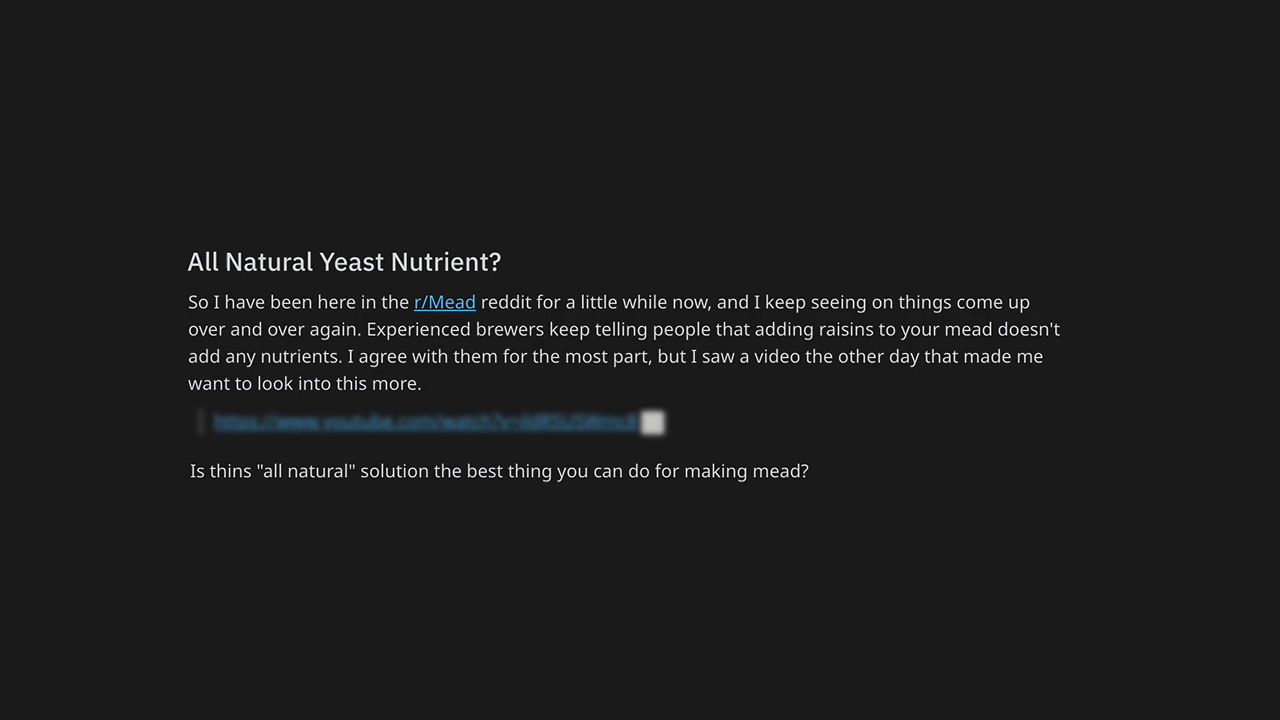 All Natural Yeast Nutrient?
So I have been here in the r/Mead reddit for a little while now, and I keep seeing on things come up
over and over again. Experienced brewers keep telling people that adding raisins to your mead doesn't
add any nutrients. I agree with them for the most part, but I saw a video the other day that made me
want to look into this more.
Is thins "all natural" solution the best thing you can do for making mead?